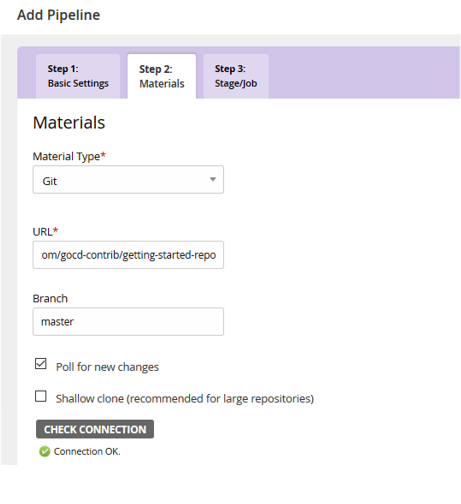 Add Pipeline
Step 1:
Basic Settings
Step 2:
Materials
Step 3:
Stage/Job
Materials
Material Type*
Git
URL*
om/gocd-contrib/getting-started-repo
Branch
master
Poll for new changes
Shallow clone (recommended for large repositories)
CHECK CONNECTION
Connection OK.